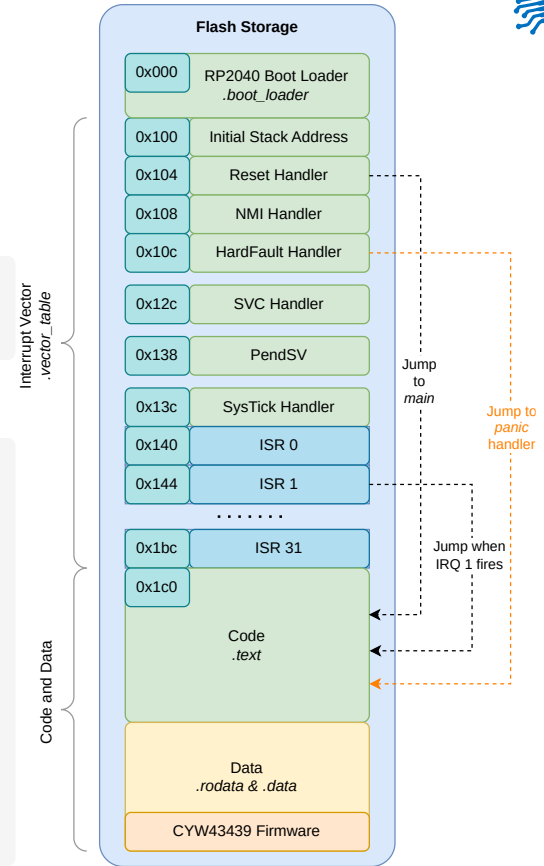 Flash Storage
0x000
RP2040 Boot Loader
.boot_loader
0x100 Initial Stack Address
0x104 Reset Handler
0x108 NMI Handler
0x10c HardFault Handler
0x12c SVC Handler
0x138 PendSV
0x13c SysTick Handler
0x140 ISR 0
0x144 ISR 1
. . . . . . .
0x1bc ISR 31
0x1c0
Code
.text
Data
.rodata & .data
CYW43439 Firmware
Interrupt Vector
.vector_table
Code and Data
Jump
to
main
Jump to
panic
handler
Jump when
IRQ 1 fires